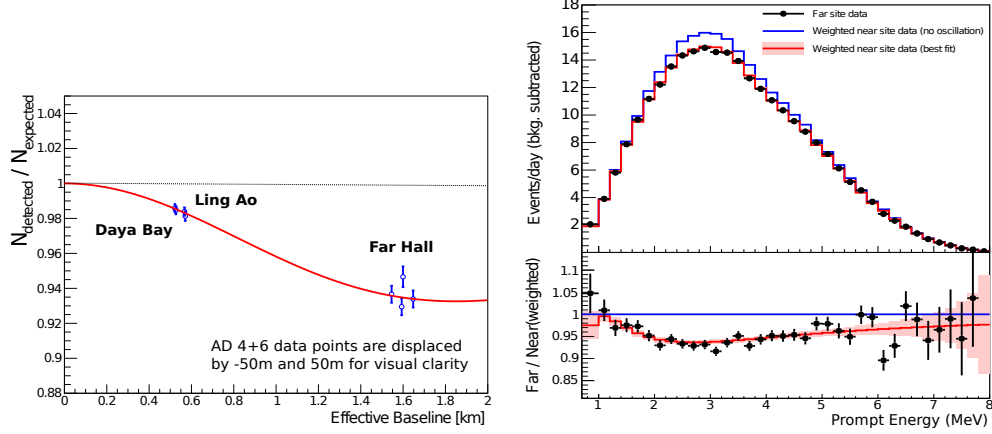 N_detected / N_expected
1.04
1.02
1
0.98
0.96
0.94
0.92
0.9
0.88
Ling Ao
Daya Bay
Far Hall
AD 4+6 data points are displaced
by -50m and 50m for visual clarity
0 0.2 0.4 0.6 0.8 1 1.2 1.4 1.6 1.8 2
Effective Baseline [km]
Events/day (bkg. subtracted)
18
16
14
12
10
8
6
4
2
Far site data
Weighted near site data (no oscillation)
Weighted near site data (best fit)
Far / Near(weighted)
1.1
1.05
1.00
0.95
0.90
0.85
1 2 3 4 5 6 7 8
Prompt Energy (MeV)